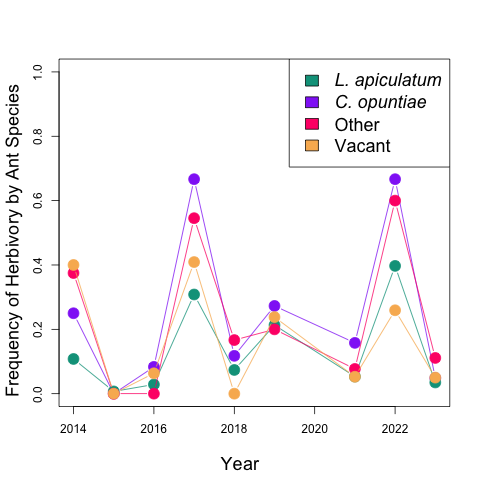 L. apiculatum
C. opuntiae
Other
Vacant
Frequency of Herbivory by Ant Species
1.0
0.8
0.6
0.4
0.2
0.0
2014 2016 2018 2020 2022
Year